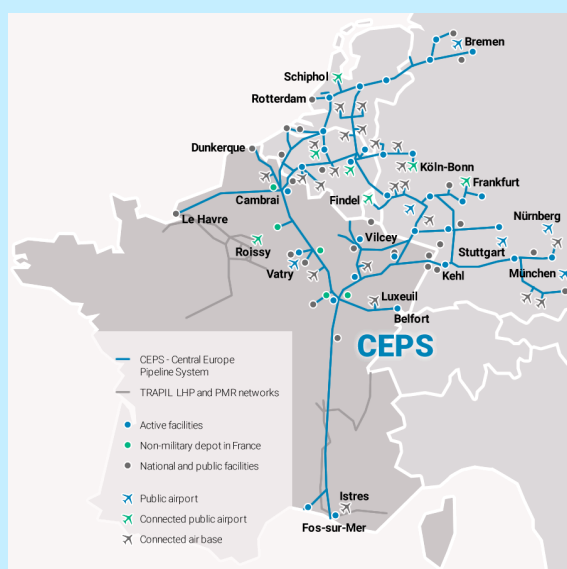 Bremen
Schiphol
Rotterdam
Dunkerque
Köln-Bonn
Frankfurt
Cambrai
Findel
Le Havre
Nürnberg
Vilcey
Roissy
Stuttgart
Vatry
Kehl
München
Luxeuil
Belfort
CEPS
CEPS - Central Europe
Pipeline System
TRAPIL LHP and PMR networks
Active facilities
Non-military depot in France
National and public facilities
Public airport
Connected public airport
Connected air base
Istres
Fos-sur-Mer